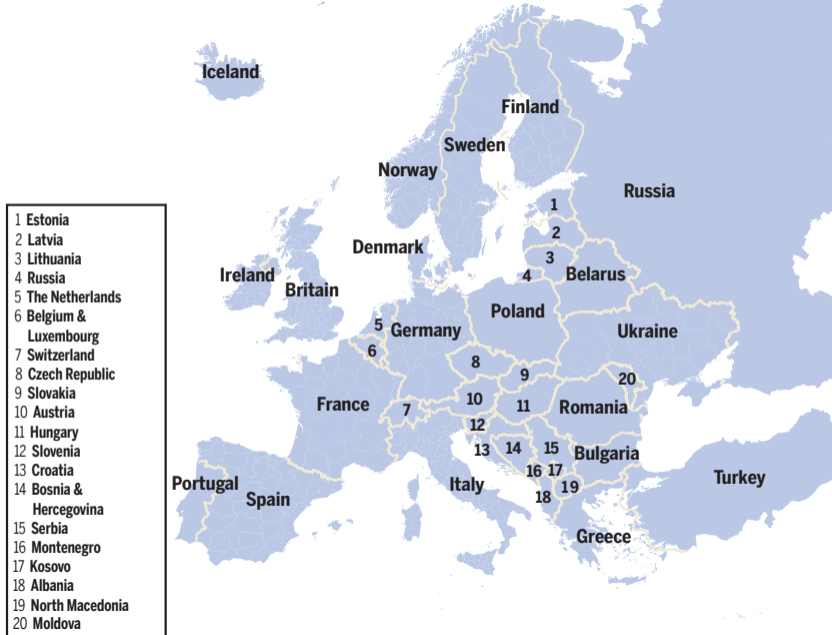 Iceland
Finland
Sweden
Norway
Russia
1
2
Denmark
3
Ireland
4
Belarus
Britain
Poland
5
Germany
Ukraine
6
8
9
20
France
7
10
11
Romania
12
13
14
15
Bulgaria
Portugal
Spain
Italy
16
17
Turkey
18
19
Greece
1 Estonia
2 Latvia
3 Lithuania
4 Russia
5 The Netherlands
6 Belgium &
Luxembourg
7 Switzerland
8 Czech Republic
9 Slovakia
10 Austria
11 Hungary
12 Slovenia
13 Croatia
14 Bosnia &
Hercegovina
15 Serbia
16 Montenegro
17 Kosovo
18 Albania
19 North Macedonia
20 Moldova